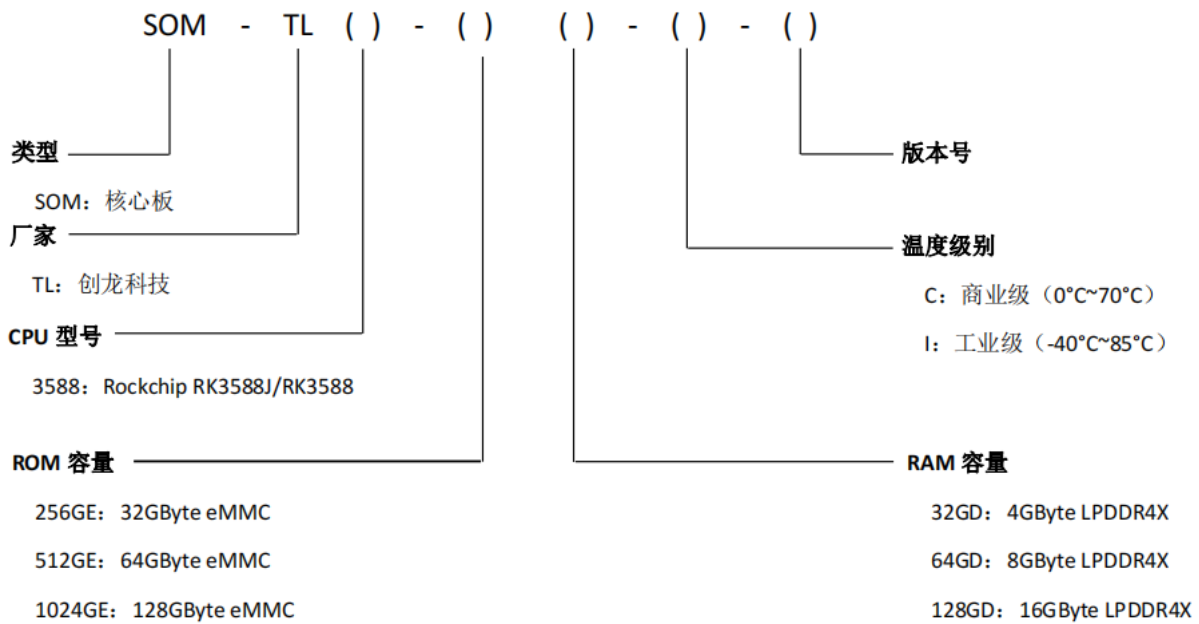 SOM - TL ( ) - ( ) ( ) - ( ) - ( )
类型
SOM：核心板
厂家
TL：创龙科技
CPU 型号
3588：Rockchip RK3588J/RK3588
ROM 容量
256GE：32GByte eMMC
512GE：64GByte eMMC
1024GE：128GByte eMMC
版本号
温度级别
C：商业级（0°C~70°C）
I：工业级（-40°C~85°C）
RAM 容量
32GD：4GByte LPDDR4X
64GD：8GByte LPDDR4X
128GD：16GByte LPDDR4X